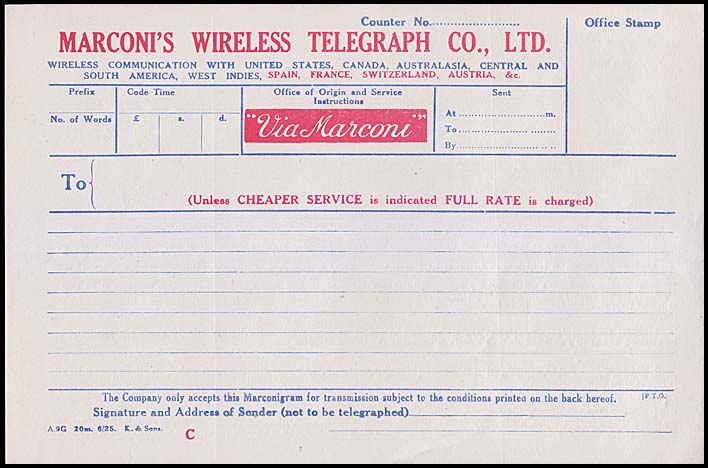 Counter No........................
Office Stamp
MARCONI'S WIRELESS TELEGRAPH CO., LTD.
WIRELESS COMMUNICATION WITH UNITED STATES, CANADA, AUSTRALASIA, CENTRAL AND
SOUTH AMERICA, WEST INDIES, SPAIN, FRANCE, SWITZERLAND, AUSTRIA, &c.
Prefix
Code Time
Office of Origin and Service
Instructions
Sent
No. of Words
£ s. d.
"Via Marconi"
At ........................m.
To ........................
By ........................
To
(Unless CHEAPER SERVICE is indicated FULL RATE is charged)
The Company only accepts this Marconigram for transmission subject to the conditions printed on the back hereof.
[P.T.O.
Signature and Address of Sender (not to be telegraphed)........................
A.9G 20m. 6/25. K. & Sons.
C